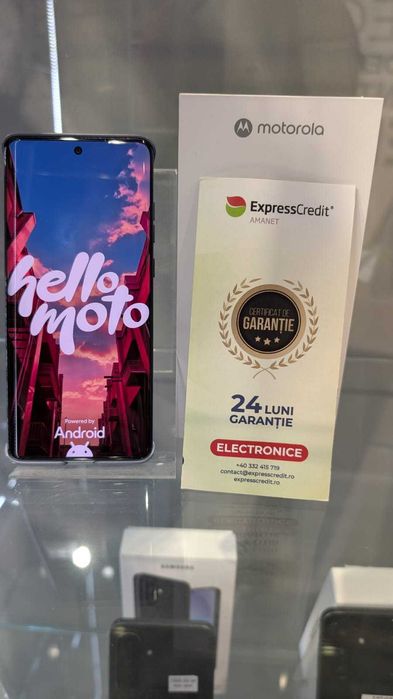 hello
moto
Powered by
Android
motorola
ExpressCredit®
AMANET
CERTIFICAT DE
GARANȚIE
24 LUNI
GARANȚIE
ELECTRONICE
+40 332 415 719
contact@expresscredit.ro
expresscredit.ro
SAMSUNG